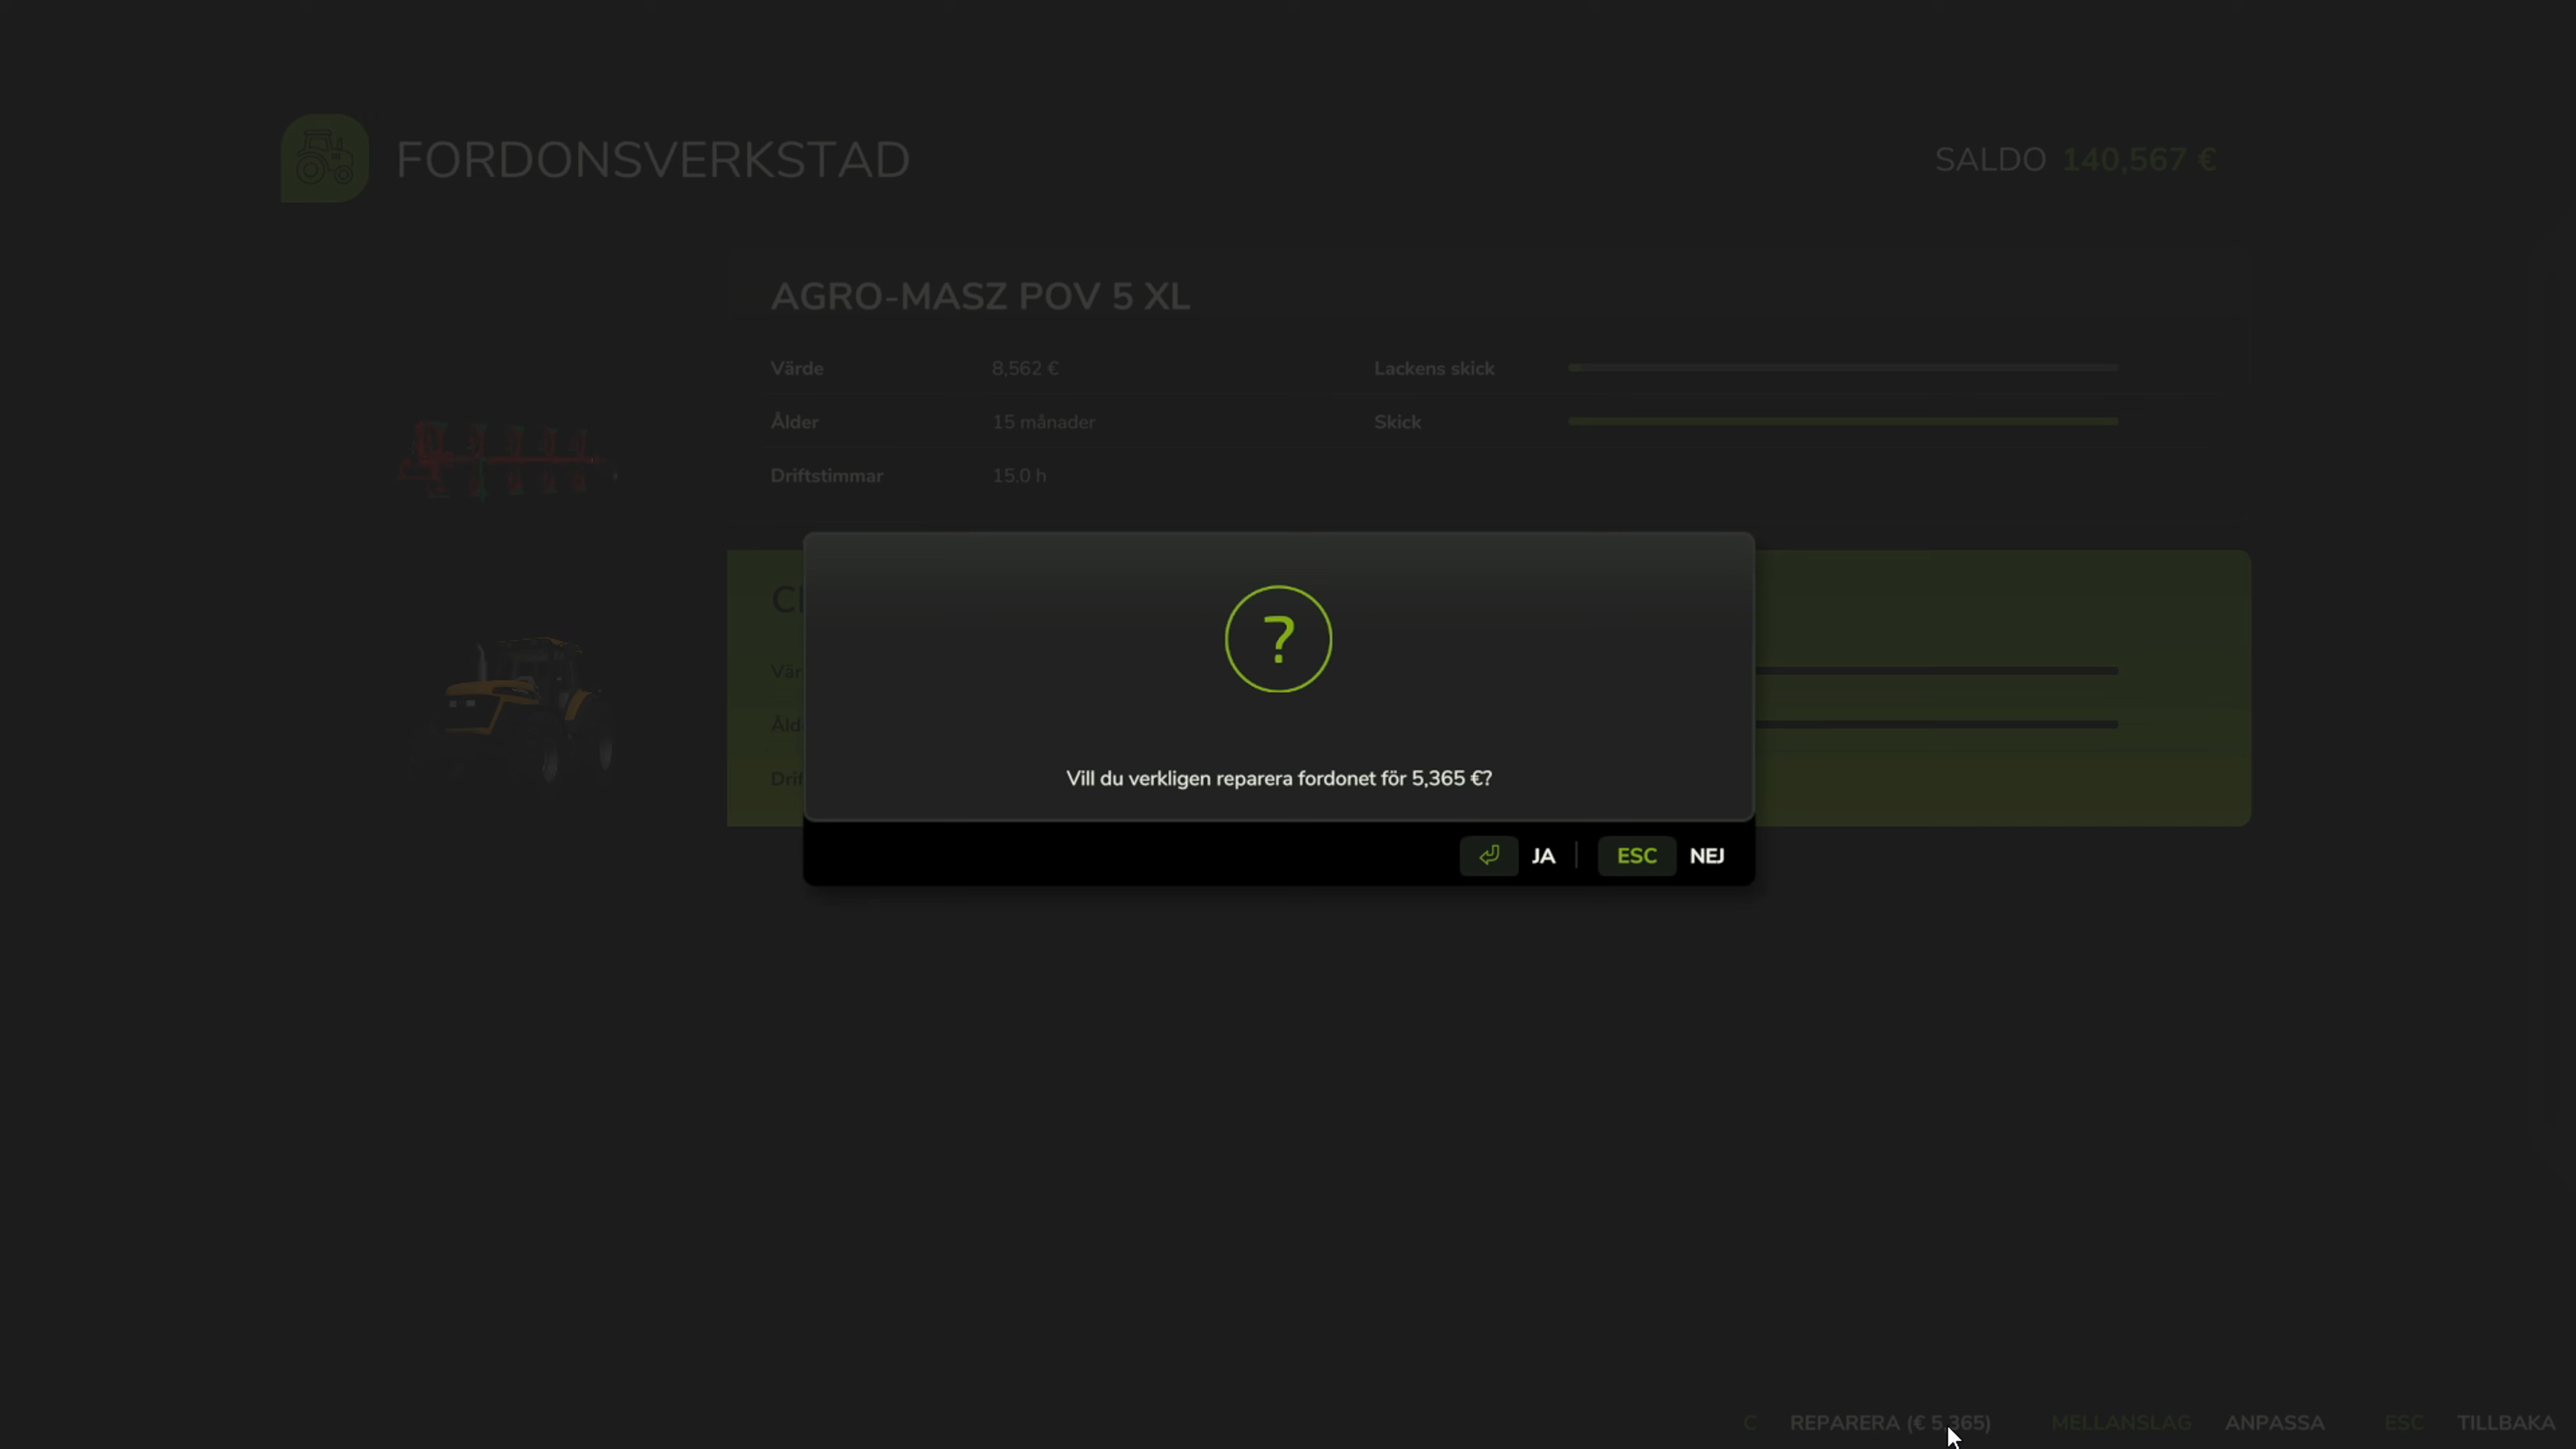 FORDONSVERKSTAD
SALDO 140,567 €
AGRO-MASZ POV 5 XL
Värde 8,562 € Lackens skick
Ålder 15 månader Skick
Driftstimmar 15.0 h
?
Vill du verkligen reparera fordonet för 5,365 €?
JA | ESC NEJ
C REPARERA (€ 5,365) MELLANSLAG ANPASSA ESC TILLBAKA